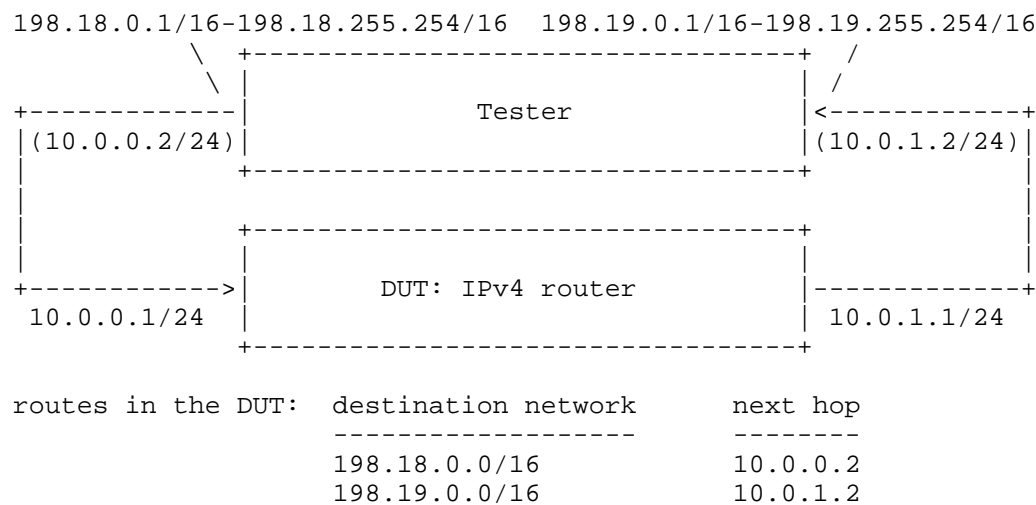 198.18.0.1/16-198.18.255.254/16  198.19.0.1/16-198.19.255.254/16
Tester
(10.0.0.2/24) (10.0.1.2/24)
DUT: IPv4 router
10.0.0.1/24 10.0.1.1/24
routes in the DUT:  destination network      next hop
-------------------      --------
198.18.0.0/16            10.0.0.2
198.19.0.0/16            10.0.1.2